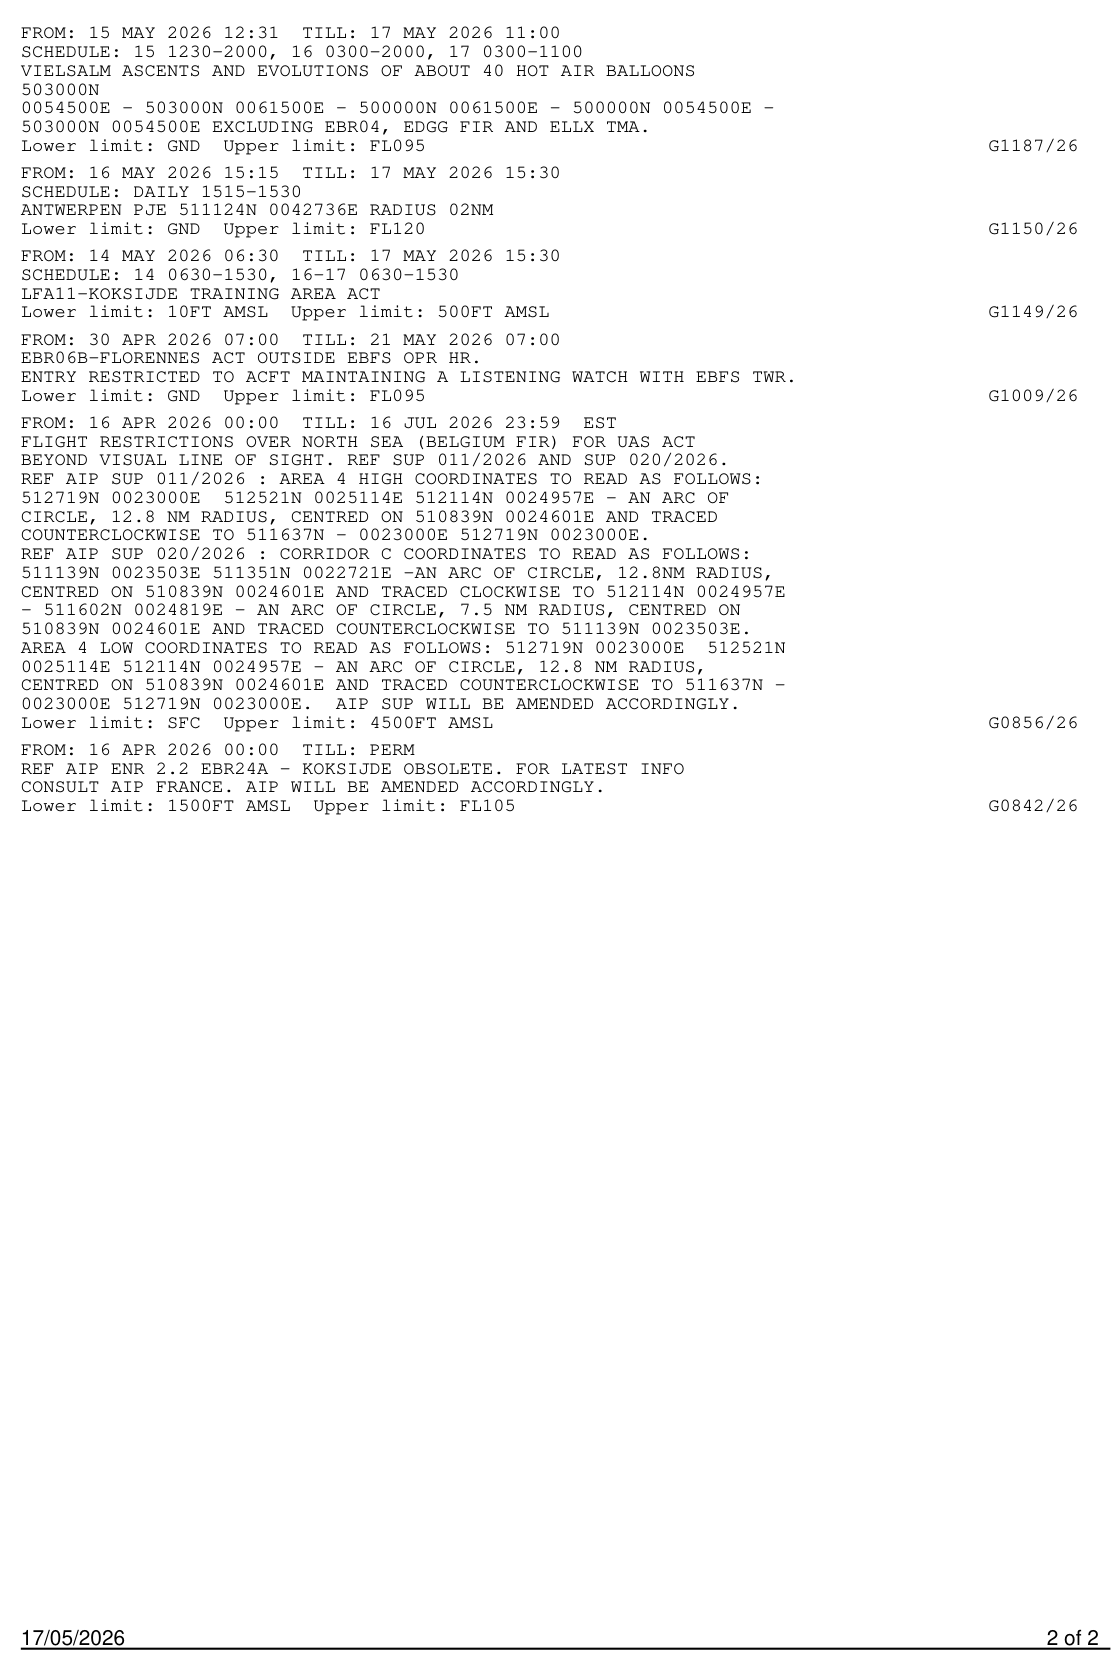 FROM: 15 MAY 2026 12:31  TILL: 17 MAY 2026 11:00
SCHEDULE: 15 1230-2000, 16 0300-2000, 17 0300-1100
VIELSALM ASCENTS AND EVOLUTIONS OF ABOUT 40 HOT AIR BALLOONS
503000N
0054500E - 503000N 0061500E - 500000N 0061500E - 500000N 0054500E -
503000N 0054500E EXCLUDING EBR04, EDGG FIR AND ELLX TMA.
Lower limit: GND  Upper limit: FL095 G1187/26
FROM: 16 MAY 2026 15:15  TILL: 17 MAY 2026 15:30
SCHEDULE: DAILY 1515-1530
ANTWERPEN PJE 511124N 0042736E RADIUS 02NM
Lower limit: GND  Upper limit: FL120 G1150/26
FROM: 14 MAY 2026 06:30  TILL: 17 MAY 2026 15:30
SCHEDULE: 14 0630-1530, 16-17 0630-1530
LFA11-KOKSIJDE TRAINING AREA ACT
Lower limit: 10FT AMSL  Upper limit: 500FT AMSL G1149/26
FROM: 30 APR 2026 07:00  TILL: 21 MAY 2026 07:00
EBR06B-FLORENNES ACT OUTSIDE EBFS OPR HR.
ENTRY RESTRICTED TO ACFT MAINTAINING A LISTENING WATCH WITH EBFS TWR.
Lower limit: GND  Upper limit: FL095 G1009/26
FROM: 16 APR 2026 00:00  TILL: 16 JUL 2026 23:59  EST
FLIGHT RESTRICTIONS OVER NORTH SEA (BELGIUM FIR) FOR UAS ACT
BEYOND VISUAL LINE OF SIGHT. REF SUP 011/2026 AND SUP 020/2026.
REF AIP SUP 011/2026 : AREA 4 HIGH COORDINATES TO READ AS FOLLOWS:
512719N 0023000E  512521N 0025114E 512114N 0024957E - AN ARC OF
CIRCLE, 12.8 NM RADIUS, CENTRED ON 510839N 0024601E AND TRACED
COUNTERCLOCKWISE TO 511637N - 0023000E 512719N 0023000E.
REF AIP SUP 020/2026 : CORRIDOR C COORDINATES TO READ AS FOLLOWS:
511139N 0023503E 511351N 0022721E -AN ARC OF CIRCLE, 12.8NM RADIUS,
CENTRED ON 510839N 0024601E AND TRACED CLOCKWISE TO 512114N 0024957E
- 511602N 0024819E - AN ARC OF CIRCLE, 7.5 NM RADIUS, CENTRED ON
510839N 0024601E AND TRACED COUNTERCLOCKWISE TO 511139N 0023503E.
AREA 4 LOW COORDINATES TO READ AS FOLLOWS: 512719N 0023000E  512521N
0025114E 512114N 0024957E - AN ARC OF CIRCLE, 12.8 NM RADIUS,
CENTRED ON 510839N 0024601E AND TRACED COUNTERCLOCKWISE TO 511637N -
0023000E 512719N 0023000E.  AIP SUP WILL BE AMENDED ACCORDINGLY.
Lower limit: SFC  Upper limit: 4500FT AMSL G0856/26
FROM: 16 APR 2026 00:00  TILL: PERM
REF AIP ENR 2.2 EBR24A - KOKSIJDE OBSOLETE. FOR LATEST INFO
CONSULT AIP FRANCE. AIP WILL BE AMENDED ACCORDINGLY.
Lower limit: 1500FT AMSL  Upper limit: FL105 G0842/26
17/05/2026 2 of 2